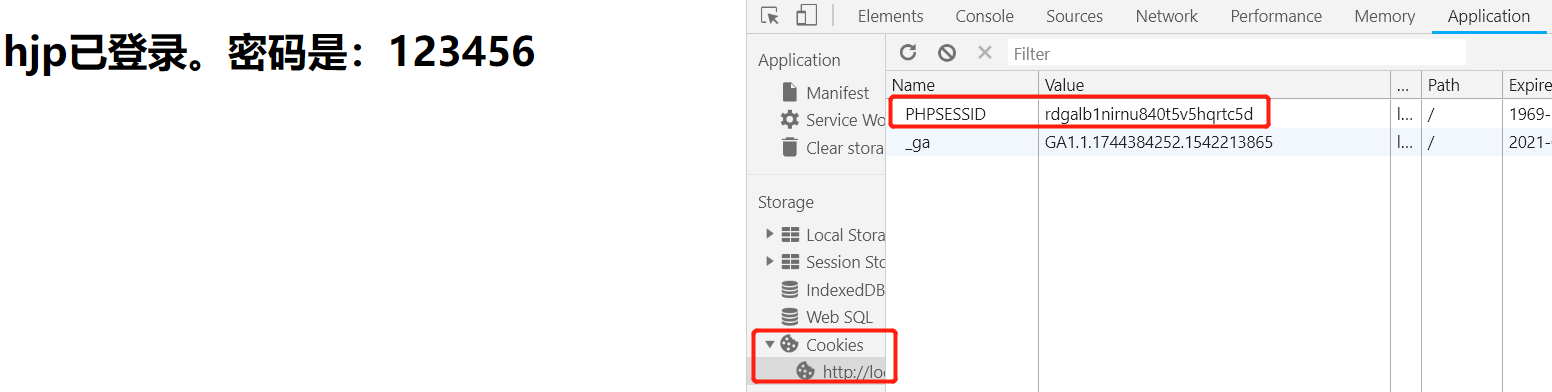 hjp已登录。密码是：123456
Elements Console Sources Network Performance Memory Application
Application
Manifest
Service Wo
Clear stora
Storage
Local Stora
Session Sto
IndexedDB
Web SQL
Cookies
http://loc
Filter
Name Value ... Path Expire
PHPSESSID rdgalb1nirnu840t5v5hqrtc5d l... / 1969-
_ga GA1.1.1744384252.1542213865 l... / 2021-